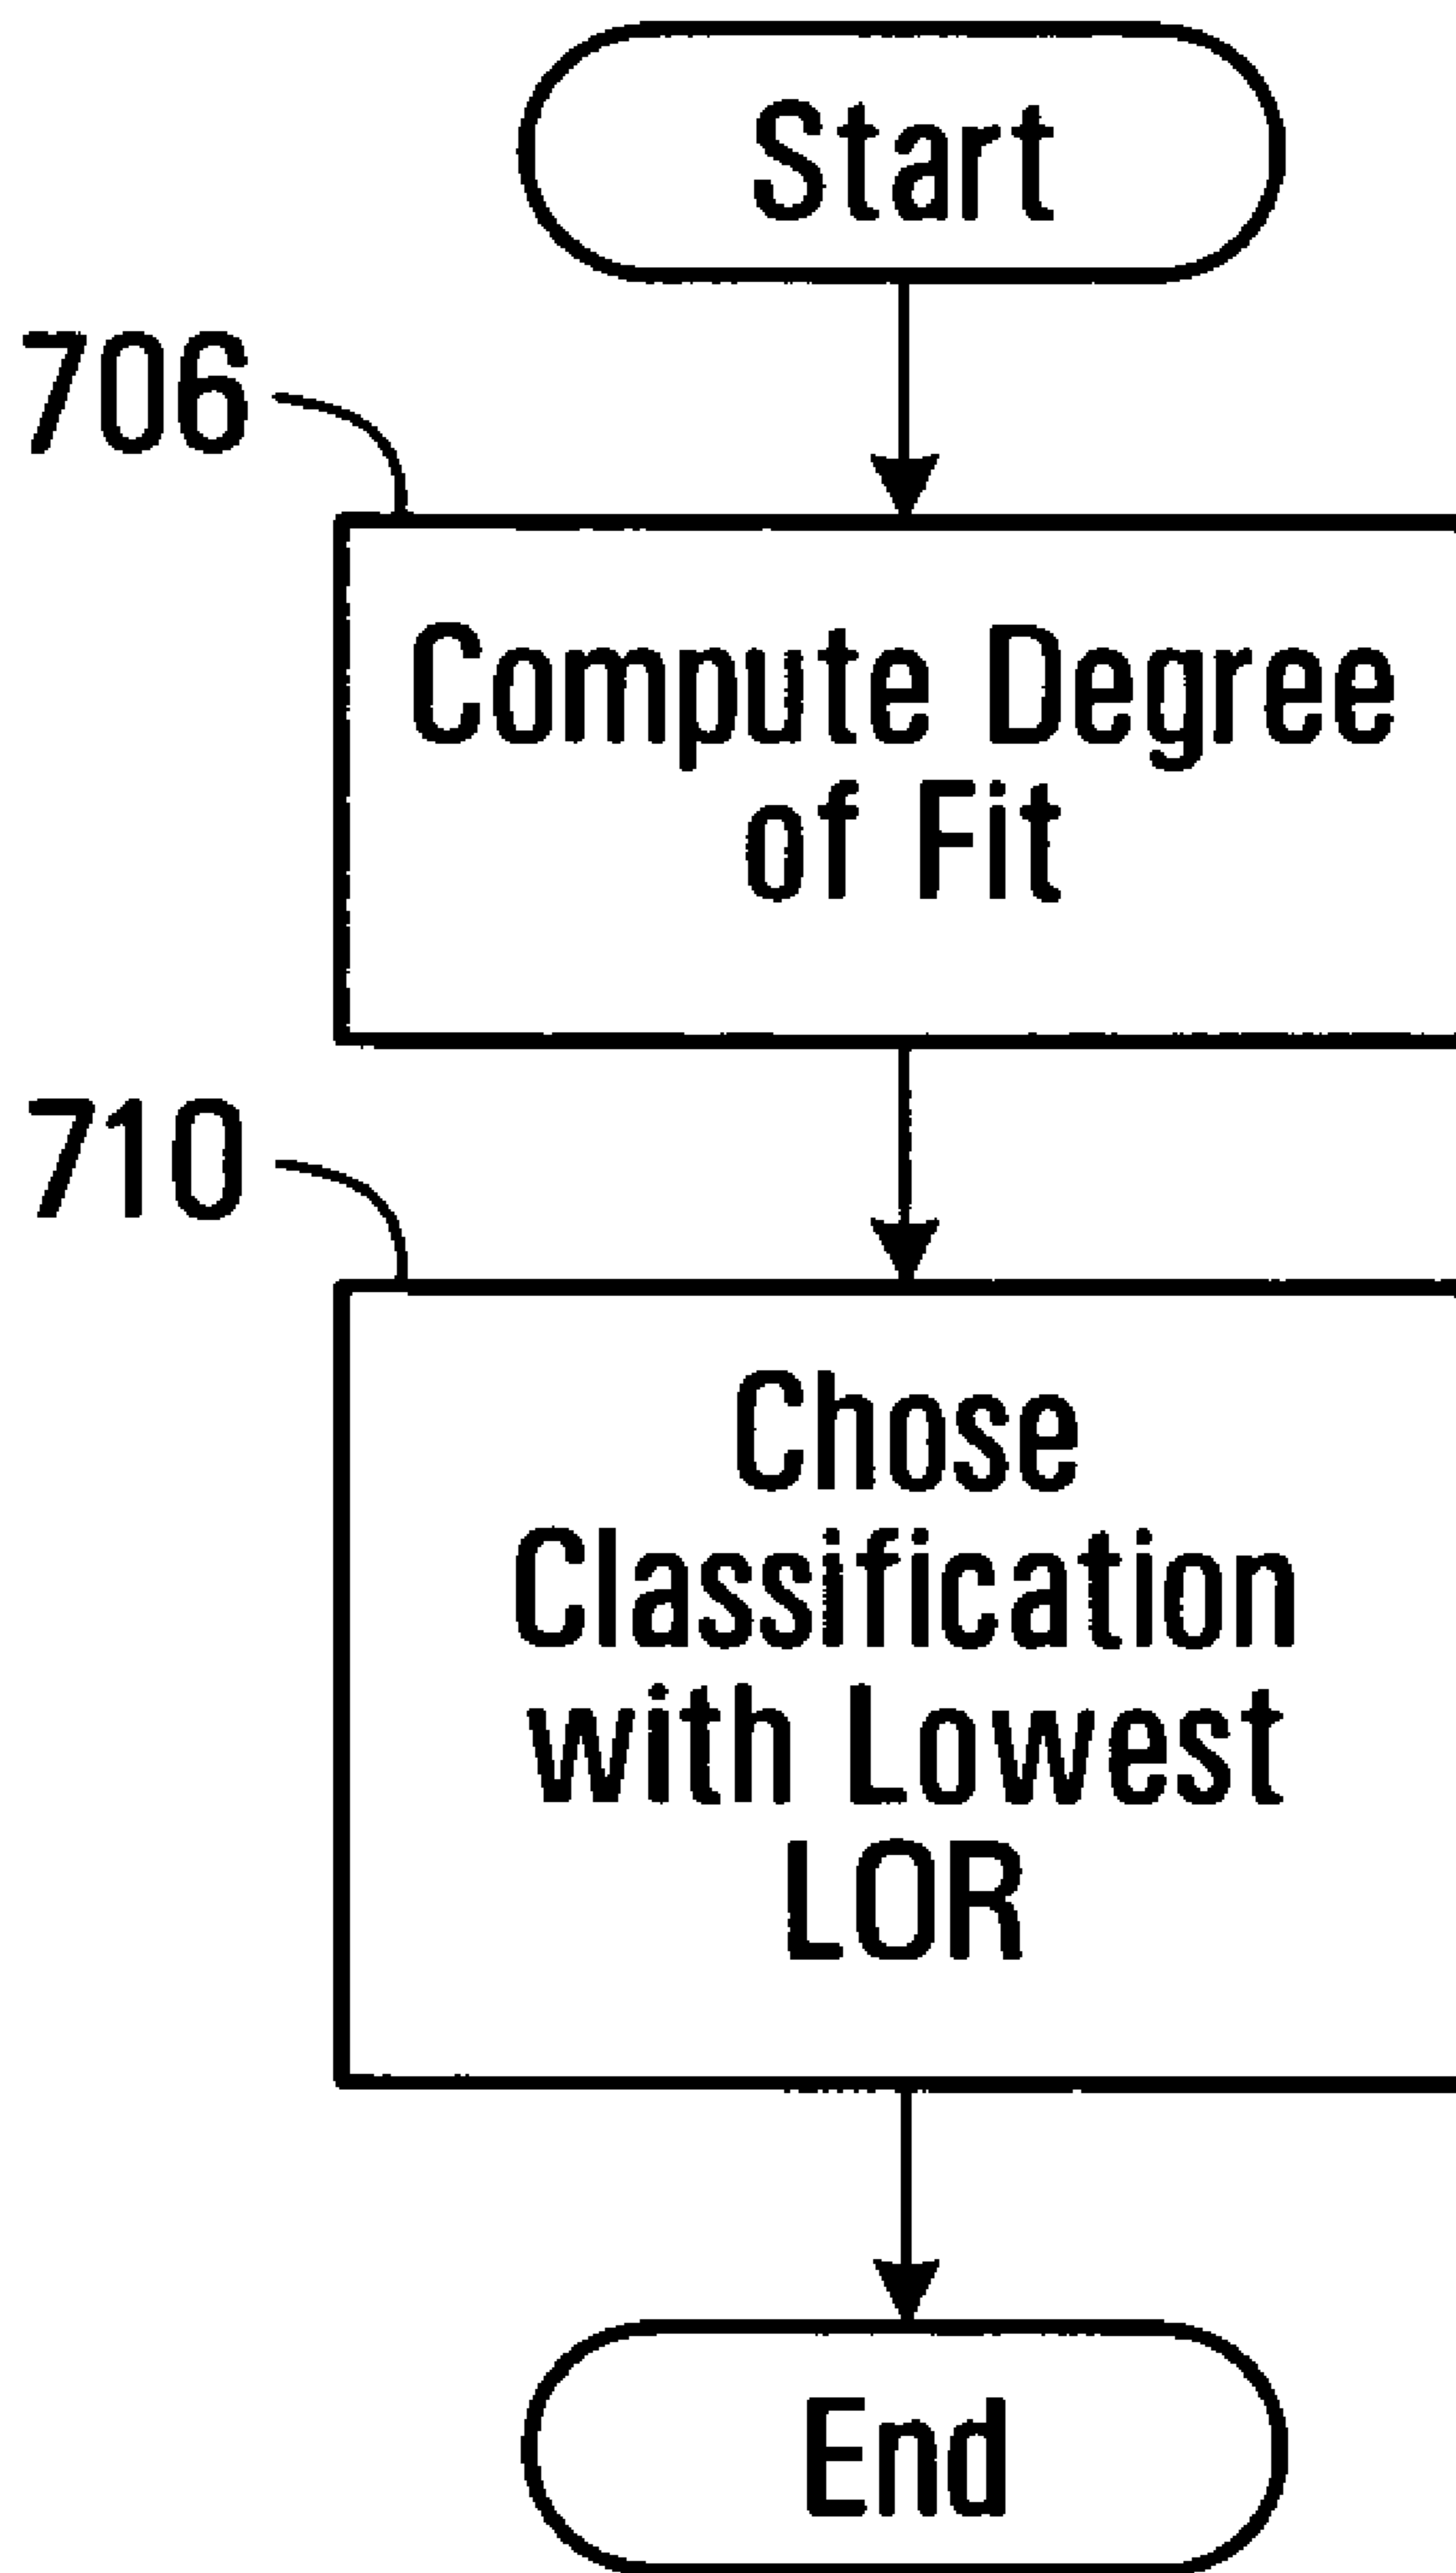 Start
706
Compute Degree
of Fit
710
Chose
Classification
with Lowest
LOR
End